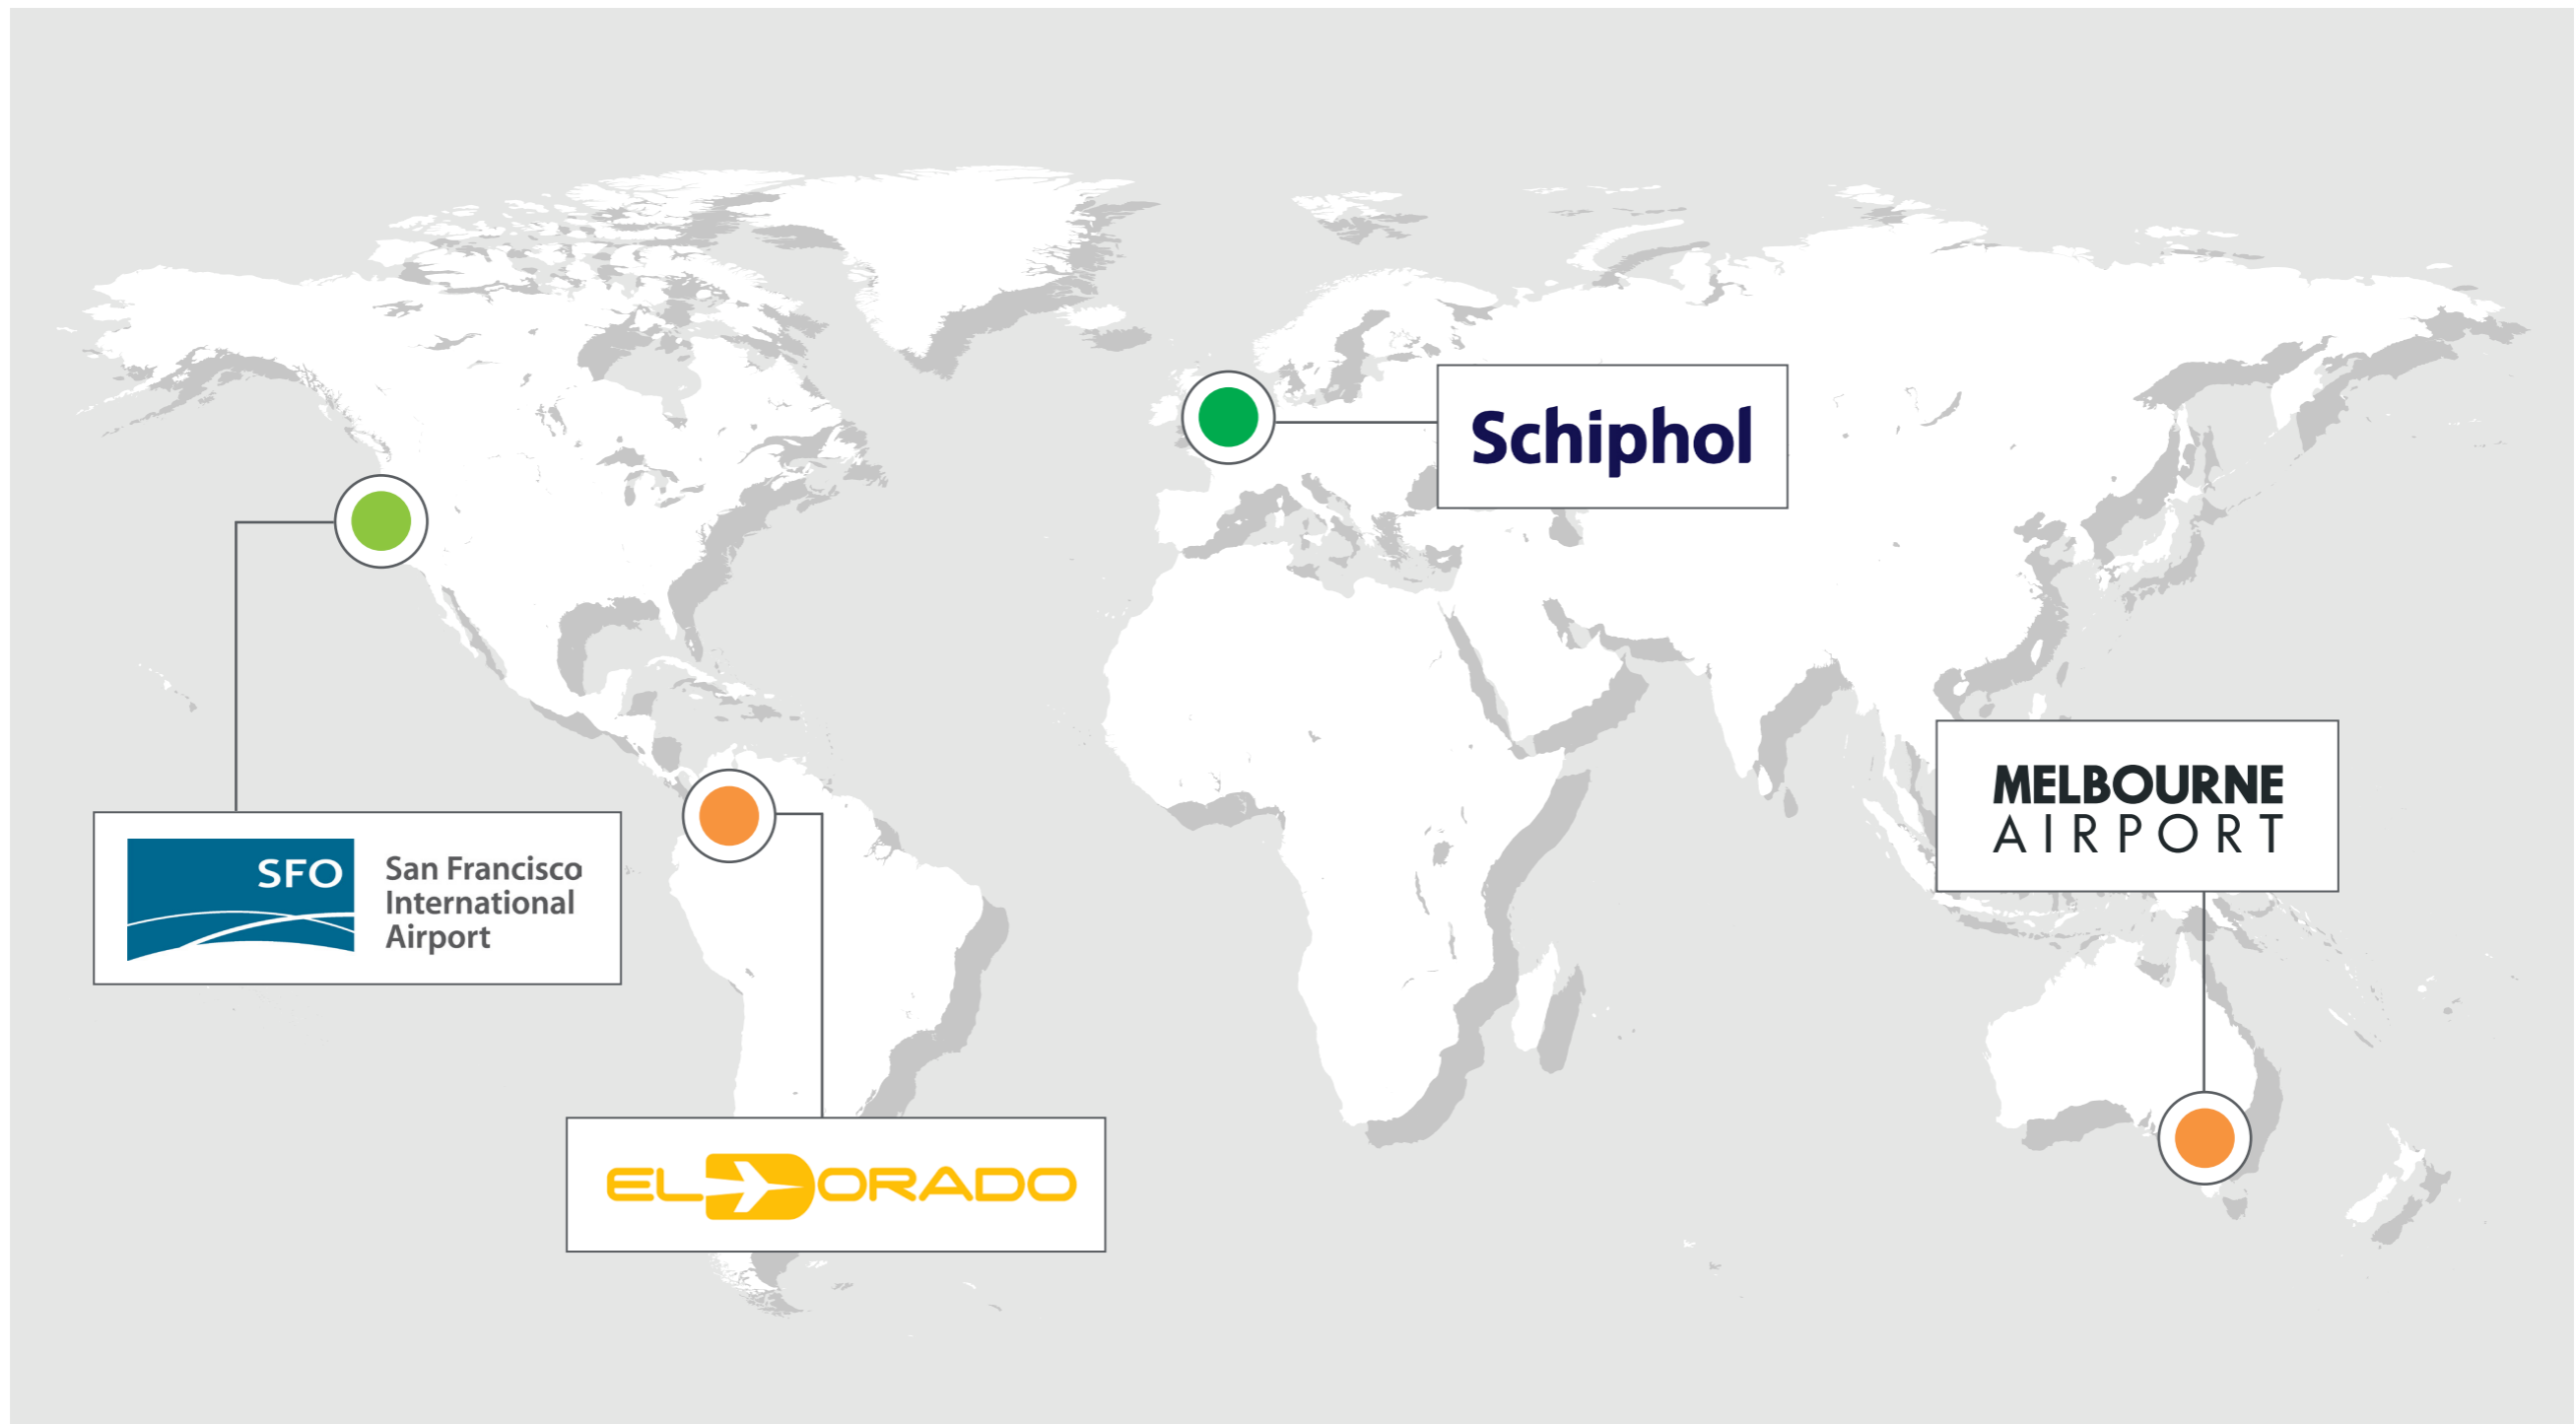 Schiphol
MELBOURNE
AIRPORT
SFO
San Francisco
International
Airport
EL DORADO